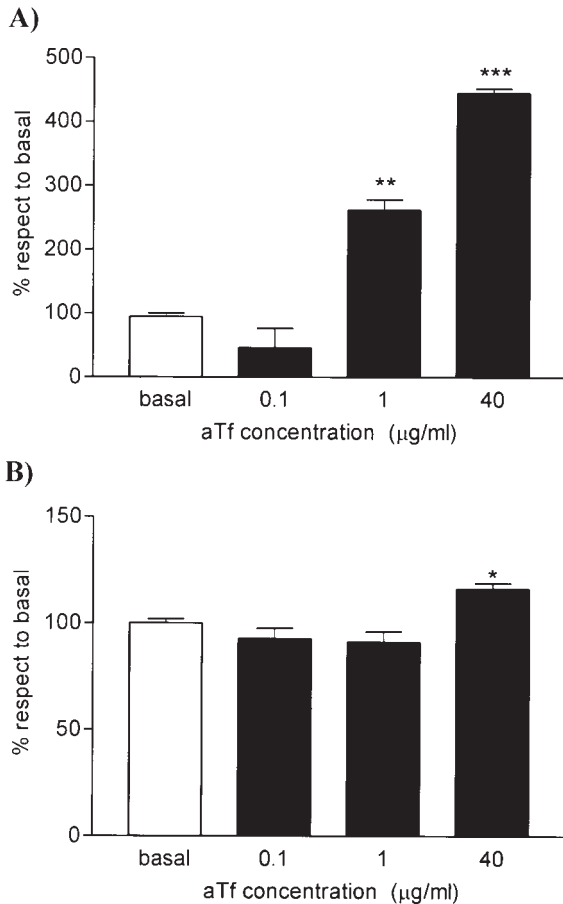 A)
500
400
300
200
100
0
% respect to basal
**
***
basal 0.1 1 40
aTf concentration (μg/ml)
B)
150
100
50
0
% respect to basal
*
basal 0.1 1 40
aTf concentration (μg/ml)